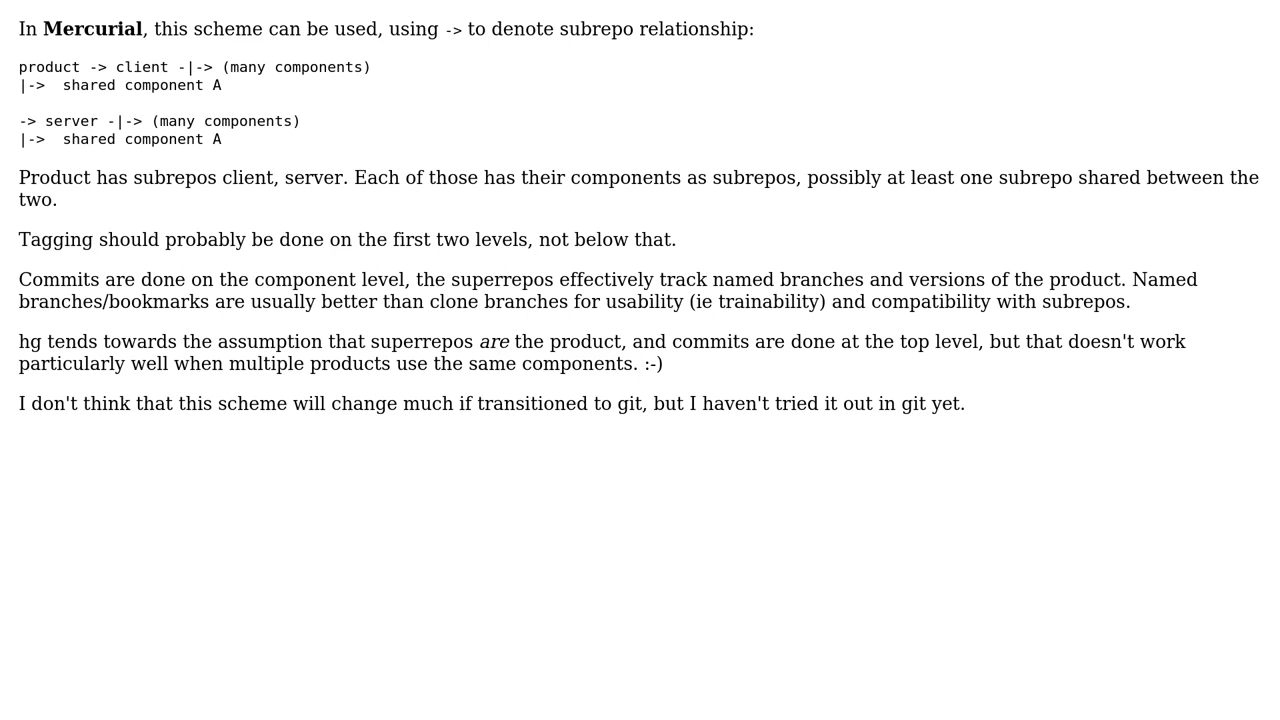 In Mercurial, this scheme can be used, using -> to denote subrepo relationship:
product -> client -|-> (many components)
|->  shared component A
-> server -|-> (many components)
|->  shared component A
Product has subrepos client, server. Each of those has their components as subrepos, possibly at least one subrepo shared between the
two.
Tagging should probably be done on the first two levels, not below that.
Commits are done on the component level, the superrepos effectively track named branches and versions of the product. Named
branches/bookmarks are usually better than clone branches for usability (ie trainability) and compatibility with subrepos.
hg tends towards the assumption that superrepos are the product, and commits are done at the top level, but that doesn't work
particularly well when multiple products use the same components. :-)
I don't think that this scheme will change much if transitioned to git, but I haven't tried it out in git yet.